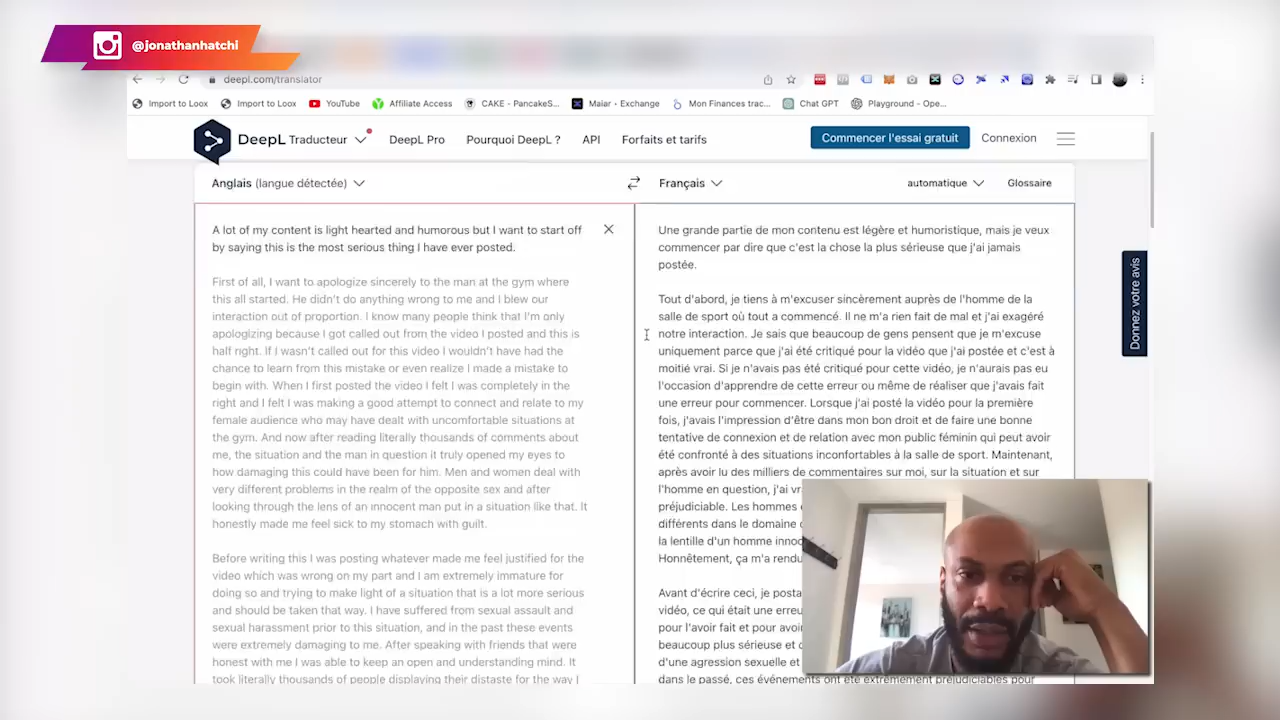 @jonathanhatchi
deepl.com/translator
Import to Loox
Import to Loox
YouTube
Affiliate Access
CAKE - PancakeS...
Maiar • Exchange
Mon Finances trac...
Chat GPT
Playground - Ope...
DeepL Traducteur
DeepL Pro
Pourquoi DeepL ?
API
Forfaits et tarifs
Commencer l'essai gratuit
Connexion
Anglais (langue détectée)
Français
automatique
Glossaire
A lot of my content is light hearted and humorous but I want to start off
by saying this is the most serious thing I have ever posted.
First of all, I want to apologize sincerely to the man at the gym where
this all started. He didn't do anything wrong to me and I blew our
interaction out of proportion. I know many people think that I'm only
apologizing because I got called out from the video I posted and this is
half right. If I wasn't called out for this video I wouldn't have had the
chance to learn from this mistake or even realize I made a mistake to
begin with. When I first posted the video I felt I was completely in the
right and I felt I was making a good attempt to connect and relate to my
female audience who may have dealt with uncomfortable situations at
the gym. And now after reading literally thousands of comments about
me, the situation and the man in question it truly opened my eyes to
how damaging this could have been for him. Men and women deal with
very different problems in the realm of the opposite sex and after
looking through the lens of an innocent man put in a situation like that. It
honestly made me feel sick to my stomach with guilt.
Before writing this I was posting whatever made me feel justified for the
video which was wrong on my part and I am extremely immature for
doing so and trying to make light of a situation that is a lot more serious
and should be taken that way. I have suffered from sexual assault and
sexual harassment prior to this situation, and in the past these events
were extremely damaging to me. After speaking with friends that were
honest with me I was able to keep an open and understanding mind. It
took literally thousands of people displaying their distaste for the way I
Une grande partie de mon contenu est légère et humoristique, mais je veux
commencer par dire que c'est la chose la plus sérieuse que j'ai jamais
postée.
Tout d'abord, je tiens à m'excuser sincèrement auprès de l'homme de la
salle de sport où tout a commencé. Il ne m'a rien fait de mal et j'ai exagéré
notre interaction. Je sais que beaucoup de gens pensent que je m'excuse
uniquement parce que j'ai été critiqué pour la vidéo que j'ai postée et c'est à
moitié vrai. Si je n'avais pas été critiqué pour cette vidéo, je n'aurais pas eu
l'occasion d'apprendre de cette erreur ou même de réaliser que j'avais fait
une erreur pour commencer. Lorsque j'ai posté la vidéo pour la première
fois, j'avais l'impression d'être dans mon bon droit et de faire une bonne
tentative de connexion et de relation avec mon public féminin qui peut avoir
été confronté à des situations inconfortables à la salle de sport. Maintenant,
après avoir lu des milliers de commentaires sur moi, sur la situation et sur
l'homme en question, j'ai vra
préjudiciable. Les hommes
différents dans le domaine
la lentille d'un homme innoc
Honnêtement, ça m'a rendu
Avant d'écrire ceci, je posta
vidéo, ce qui était une erreu
pour l'avoir fait et pour avoi
beaucoup plus sérieuse et
d'une agression sexuelle et
dans le passé, ces événements ont été extrêmement préjudiciables pour
Donnez votre avis